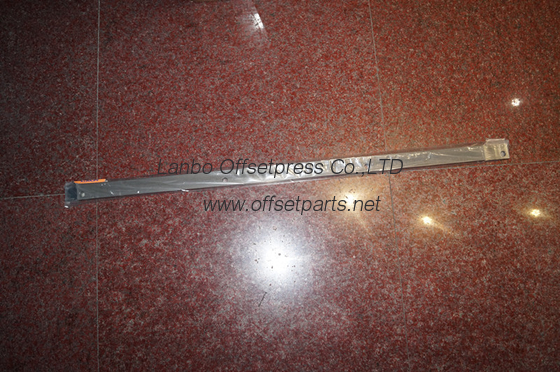 Lanbo Offsetpress Co.,LTD
www.offsetparts.net